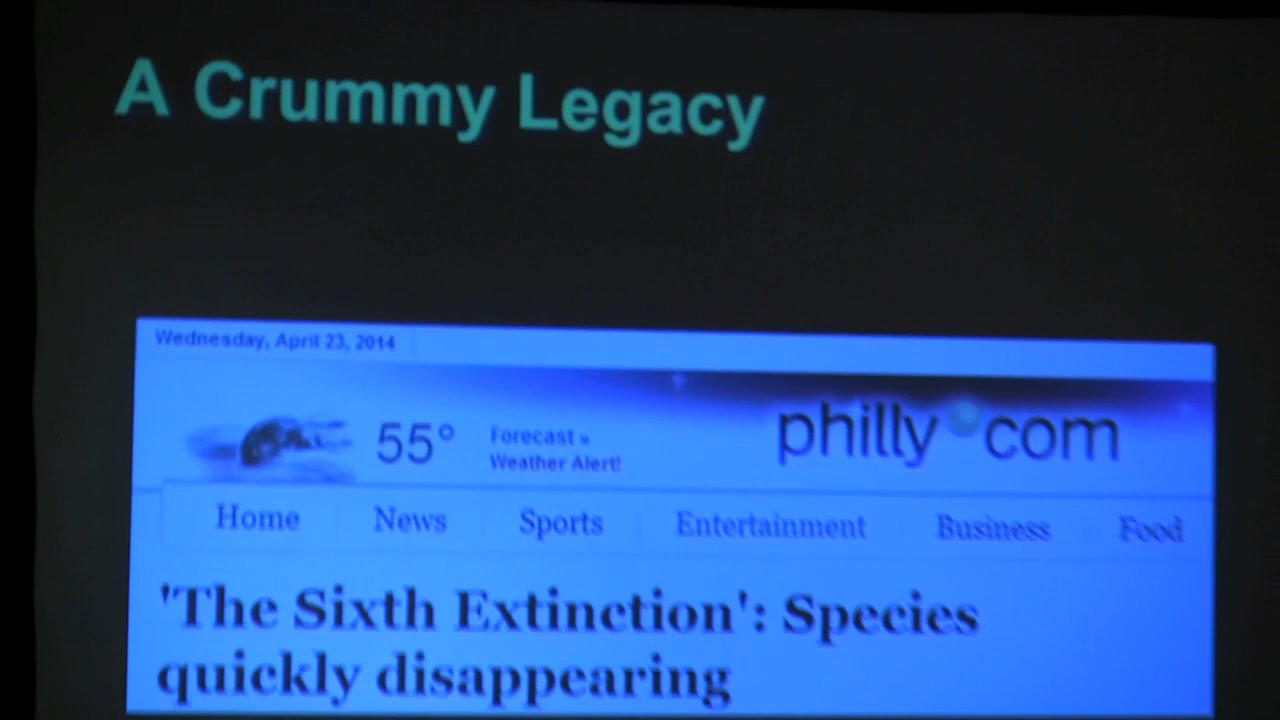 A Crummy Legacy
Wednesday, April 23, 2014
55°
Forecast »
Weather Alert!
philly com
Home News Sports Entertainment Business Food
'The Sixth Extinction': Species
quickly disappearing